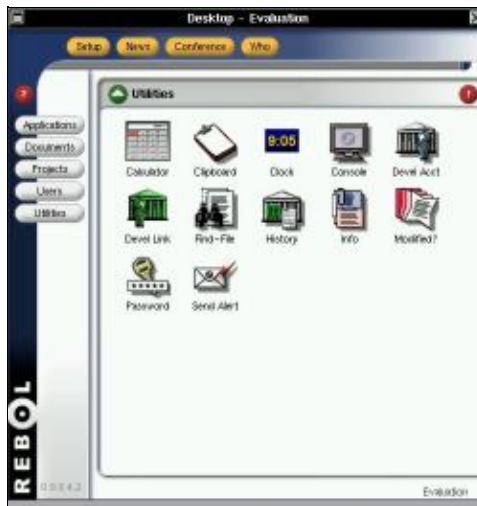 Desktop - Evaluation
Setup News Conference Who
Utilities
Applications
Documents
Projects
Users
Utilities
Calculator Clipboard Clock Console Devel Acct
9:05
Devel Link Find-File History Info Modified?
Password Send Alert
REBOL
Evaluation